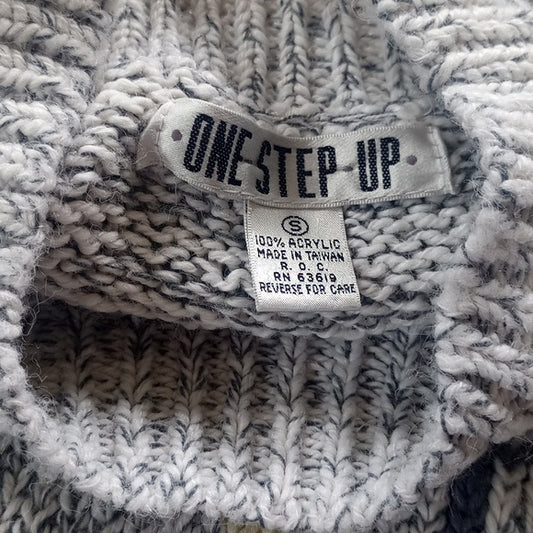 ·ONE·STEP·UP·
S
100% ACRYLIC
MADE IN TAIWAN
R. O. C.
RN 63619
REVERSE FOR CARE